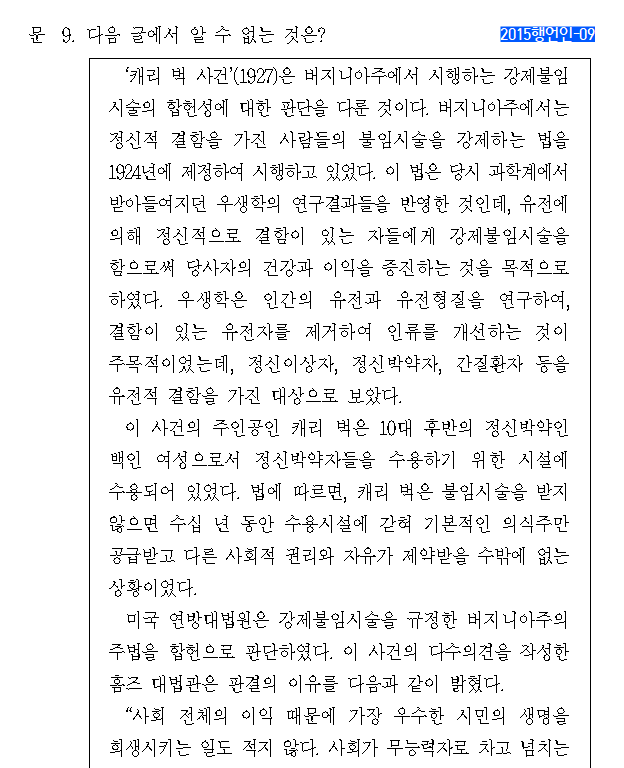 문 9. 다음 글에서 알 수 없는 것은?
2015행언인-09
‘캐리 벅 사건’(1927)은 버지니아주에서 시행하는 강제불임
시술의 합헌성에 대한 판단을 다룬 것이다. 버지니아주에서는
정신적 결함을 가진 사람들의 불임시술을 강제하는 법을
1924년에 제정하여 시행하고 있었다. 이 법은 당시 과학계에서
받아들여지던 우생학의 연구결과들을 반영한 것인데, 유전에
의해 정신적으로 결함이 있는 자들에게 강제불임시술을
함으로써 당사자의 건강과 이익을 증진하는 것을 목적으로
하였다. 우생학은 인간의 유전과 유전형질을 연구하여,
결함이 있는 유전자를 제거하여 인류를 개선하는 것이
주목적이었는데, 정신이상자, 정신박약자, 간질환자 등을
유전적 결함을 가진 대상으로 보았다.
이 사건의 주인공인 캐리 벅은 10대 후반의 정신박약인
백인 여성으로서 정신박약자들을 수용하기 위한 시설에
수용되어 있었다. 법에 따르면, 캐리 벅은 불임시술을 받지
않으면 수십 년 동안 수용시설에 갇혀 기본적인 의식주만
공급받고 다른 사회적 권리와 자유가 제약받을 수밖에 없는
상황이었다.
미국 연방대법원은 강제불임시술을 규정한 버지니아주의
주법을 합헌으로 판단하였다. 이 사건의 다수의견을 작성한
홈즈 대법관은 판결의 이유를 다음과 같이 밝혔다.
“사회 전체의 이익 때문에 가장 우수한 시민의 생명을
희생시키는 일도 적지 않다. 사회가 무능력자로 차고 넘치는